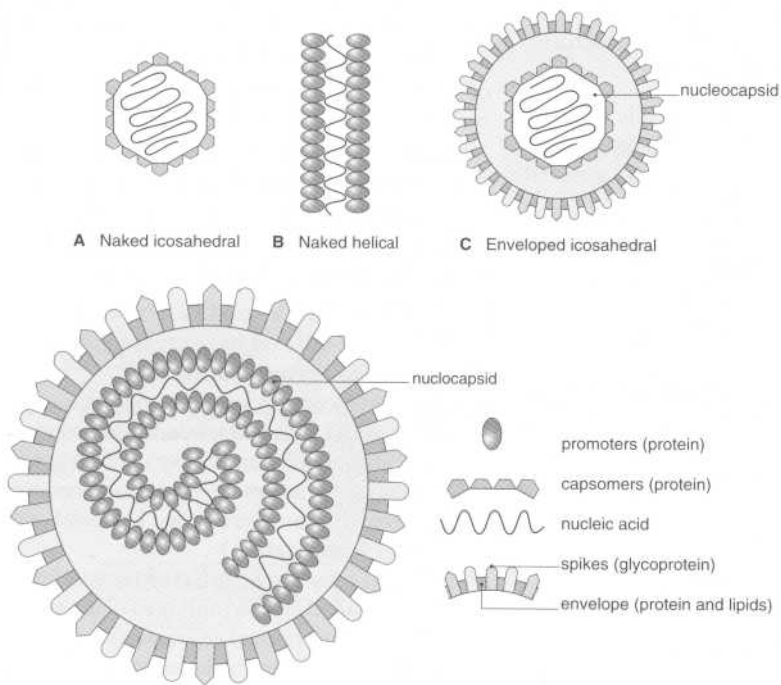 nucleocapsid
A Naked icosahedral
B Naked helical
C Enveloped icosahedral
nuclocapsid
promoters (protein)
capsomers (protein)
nucleic acid
spikes (glycoprotein)
envelope (protein and lipids)